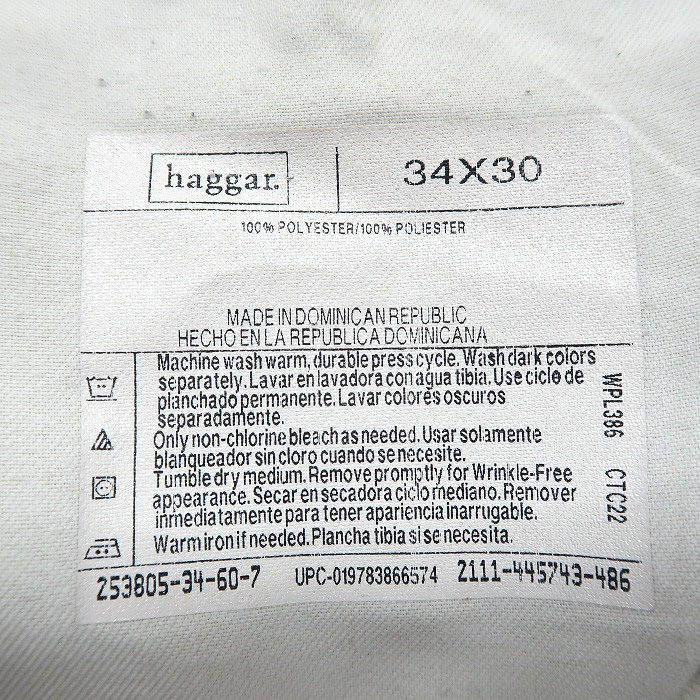 haggar.
34X30
100% POLYESTER/100% POLIESTER
MADE IN DOMINICAN REPUBLIC
HECHO EN LA REPUBLICA DOMINICANA
Machine wash warm, durable press cycle. Wash dark colors
separately. Lavar en lavadora con agua tibia. Use ciclo de
planchado permanente. Lavar colores oscuros
separadamente.
Only non-chlorine bleach as needed. Usar solamente
blanqueador sin cloro cuando se necesite.
Tumble dry medium. Remove promptly for Wrinkle-Free
appearance. Secar en secadora ciclo mediano. Remover
inmediatamente para tener apariencia inarrugable.
Warm iron if needed. Plancha tibia si se necesita.
WPL386 CTC22
253805-34-60-7 UPC-019783866574 2111-445743-486